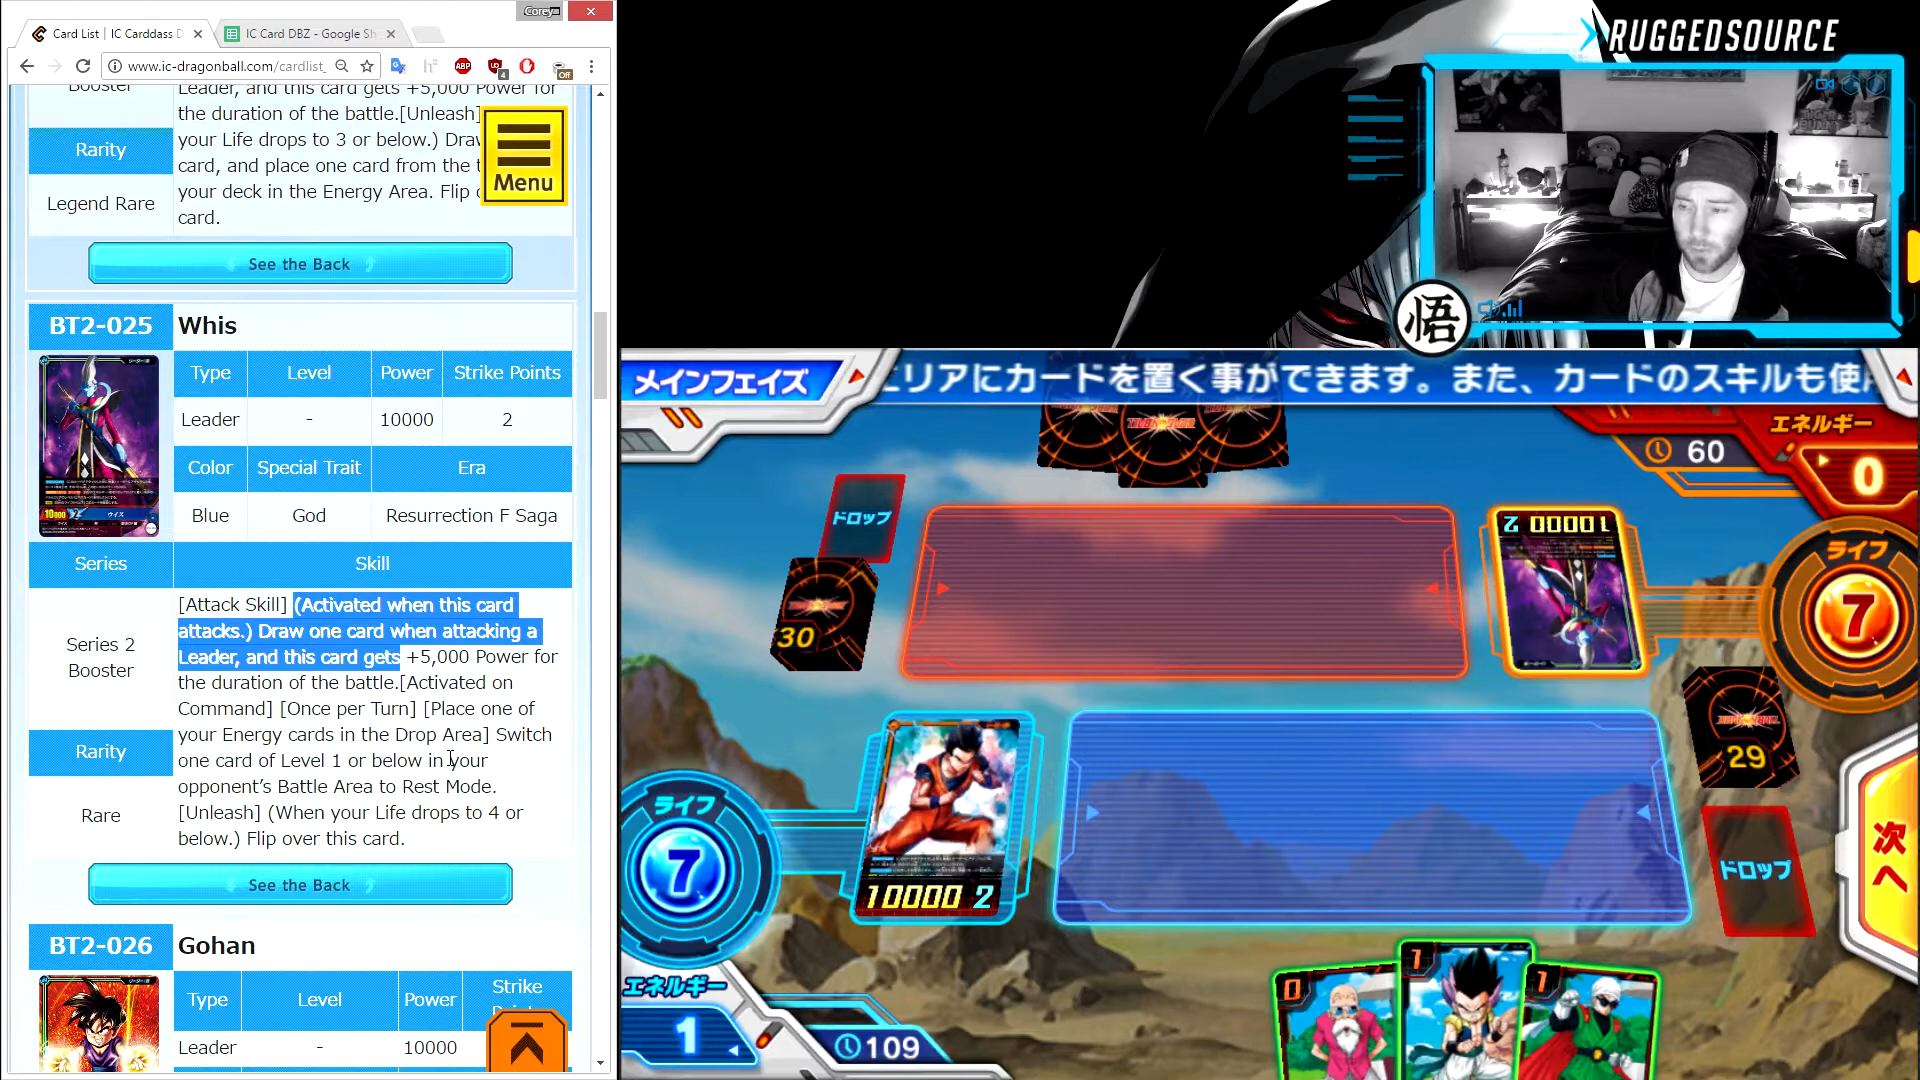 Corey
Card List | IC Carddass D
IC Card DBZ - Google Sh
www.ic-dragonball.com/cardlist_
ABP
4
Off
Booster
Leader, and this card gets +5,000 Power for
the duration of the battle.[Unleash]
your Life drops to 3 or below.) Draw
card, and place one card from the t
your deck in the Energy Area. Flip
card.
Rarity
Legend Rare
Menu
See the Back
BT2-025
Whis
Type
Level
Power
Strike Points
Leader
-
10000
2
Color
Special Trait
Era
Blue
God
Resurrection F Saga
Series
Skill
Series 2
Booster
[Attack Skill] (Activated when this card
attacks.) Draw one card when attacking a
Leader, and this card gets +5,000 Power for
the duration of the battle.[Activated on
Command] [Once per Turn] [Place one of
your Energy cards in the Drop Area] Switch
one card of Level 1 or below in your
opponent's Battle Area to Rest Mode.
[Unleash] (When your Life drops to 4 or
below.) Flip over this card.
Rarity
Rare
See the Back
BT2-026
Gohan
Type
Level
Power
Strike
Leader
-
10000
RUGGEDSOURCE
悟
メインフェイズ
エリアにカードを置く事ができます。また、カードのスキルも使
エネルギー
60
0
ドロップ
30
10000 2
ライフ
7
29
ライフ
7
10000 2
ドロップ
次へ
エネルギー
1
109
0
1
1